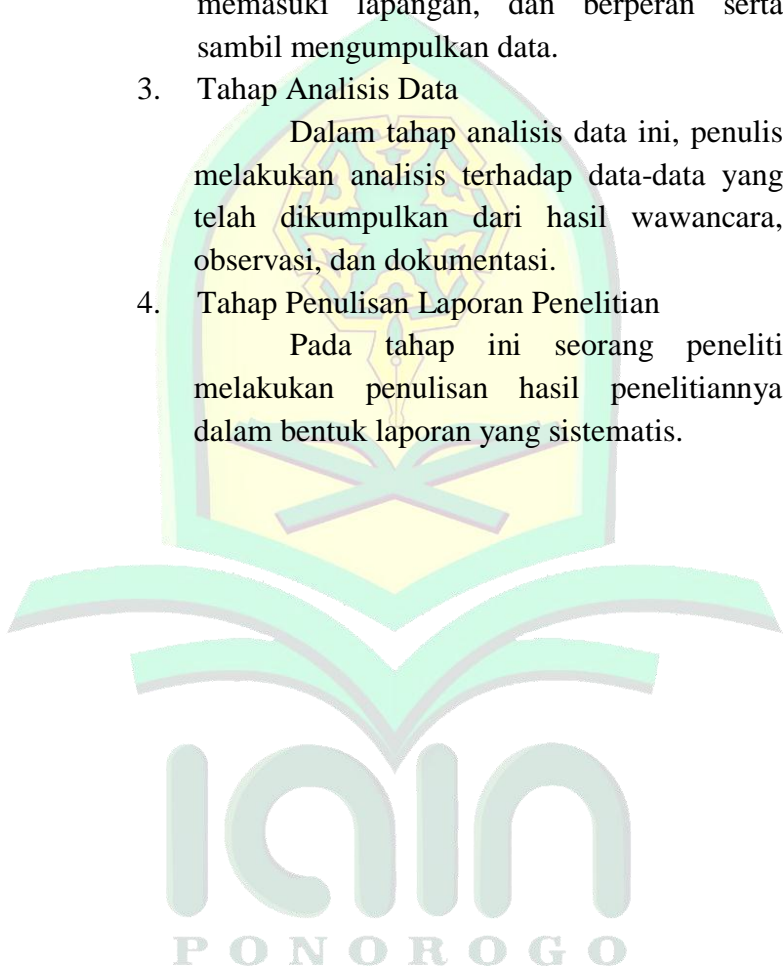 memasuki lapangan, dan berperan serta
sambil mengumpulkan data.
3. Tahap Analisis Data
Dalam tahap analisis data ini, penulis
melakukan analisis terhadap data-data yang
telah dikumpulkan dari hasil wawancara,
observasi, dan dokumentasi.
4. Tahap Penulisan Laporan Penelitian
Pada tahap ini seorang peneliti
melakukan penulisan hasil penelitiannya
dalam bentuk laporan yang sistematis.
IAIN
PONOROGO